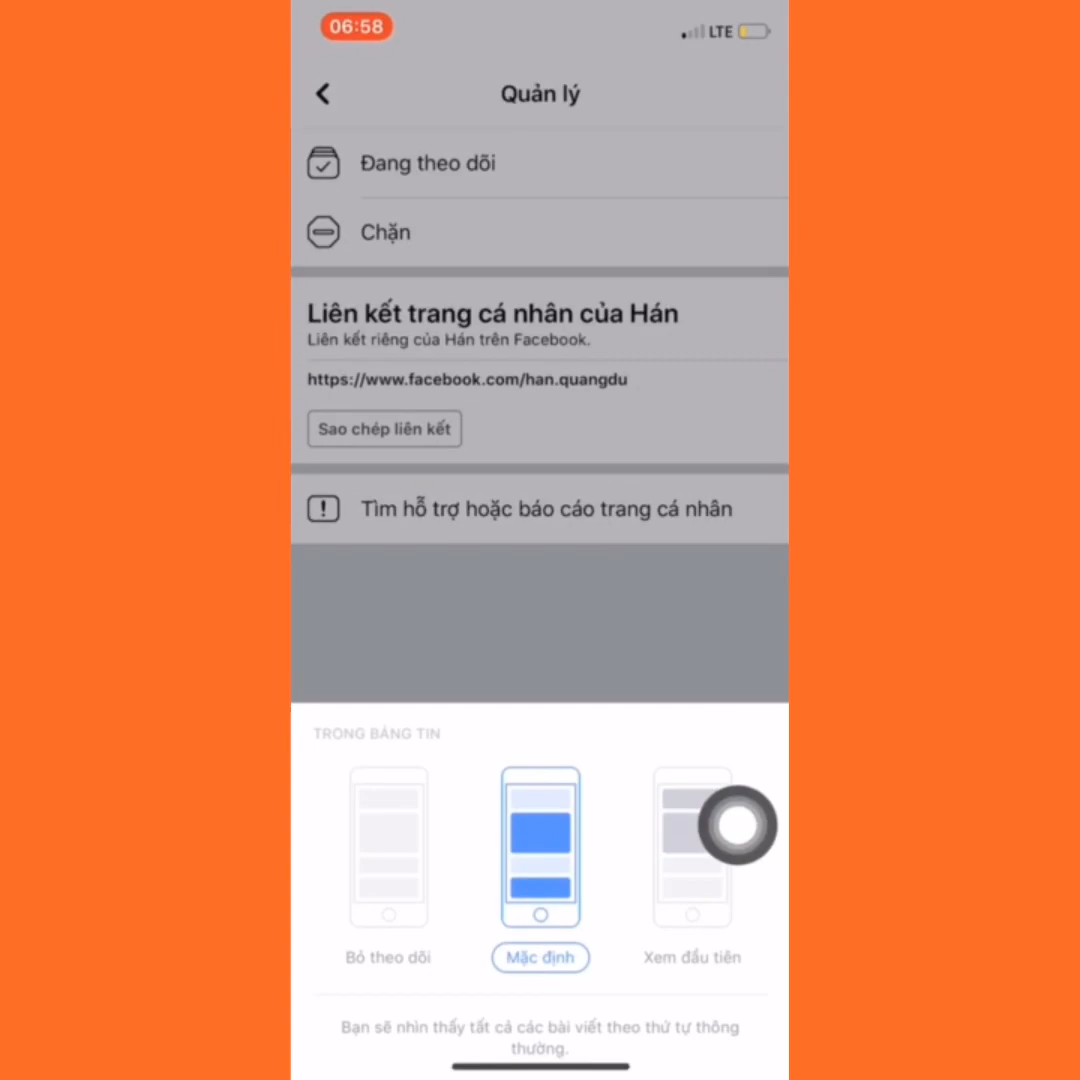 06:58
LTE
Quản lý
Đang theo dõi
Chặn
Liên kết trang cá nhân của Hán
Liên kết riêng của Hán trên Facebook.
https://www.facebook.com/han.quangdu
Sao chép liên kết
Tìm hỗ trợ hoặc báo cáo trang cá nhân
TRONG BẢNG TIN
Bỏ theo dõi
Mặc định
Xem đầu tiên
Bạn sẽ nhìn thấy tất cả các bài viết theo thứ tự thông
thường.